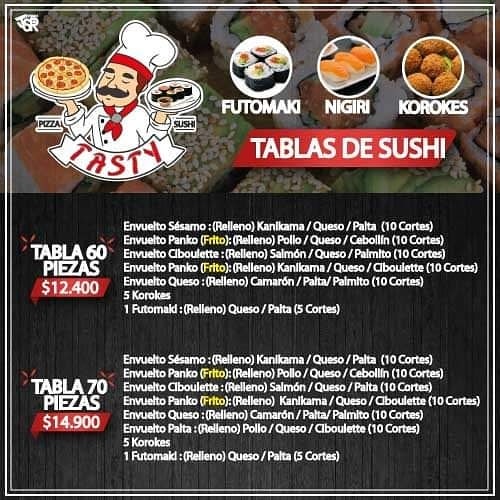 TGR
FUTOMAKI NIGIRI KOROKES
PIZZA SUSHI
TASTY
TABLAS DE SUSHI
TABLA 60
PIEZAS
$12.400
Envuelto Sésamo : (Relleno) Kanikama / Queso / Palta (10 Cortes)
Envuelto Panko (Frito): (Relleno) Pollo / Queso / Cebollín (10 Cortes)
Envuelto Ciboulette : (Relleno) Salmón / Queso / Palmito (10 Cortes)
Envuelto Panko (Frito): (Relleno) Kanikama / Queso / Ciboulette (10 Cortes)
Envuelto Queso : (Relleno) Camarón / Palta / Palmito (10 Cortes)
5 Korokes
1 Futomaki : (Relleno) Queso / Palta (5 Cortes)
TABLA 70
PIEZAS
$14.900
Envuelto Sésamo : (Relleno) Kanikama / Queso / Palta (10 Cortes)
Envuelto Panko (Frito): (Relleno) Pollo / Queso / Cebollín (10 Cortes)
Envuelto Ciboulette : (Relleno) Salmón / Queso / Palta (10 Cortes)
Envuelto Panko (Frito): (Relleno) Kanikama / Queso / Ciboulette (10 Cortes)
Envuelto Queso : (Relleno) Camarón / Palta/ Palmito (10 Cortes)
Envuelto Palta : (Relleno) Pollo / Queso / Ciboulette (10 Cortes)
5 Korokes
1 Futomaki : (Relleno) Queso / Palta (5 Cortes)